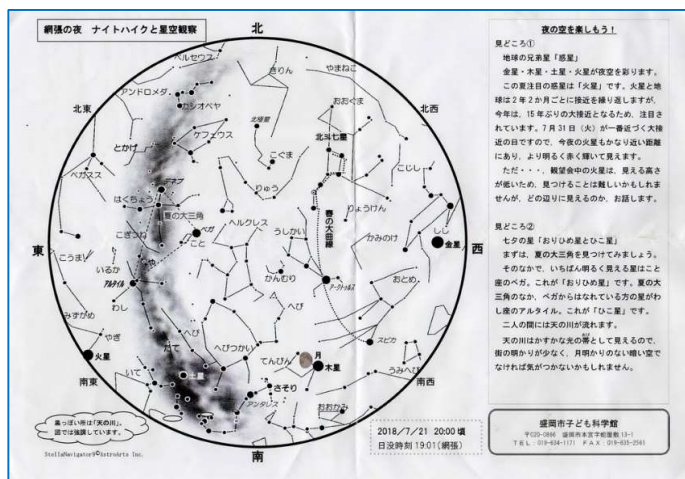 網張の夜 ナイトハイクと星空観察
北
北東
北西
東
西
南東
南西
南
ペルセウス
きりん
やまねこ
アンドロメダ
カシオペヤ
おおぐま
北極星
北斗七星
ケフェウス
とかげ
こぐま
こじし
ペガスス
デネブ
りゅう
はくちょう
夏の大三角
りょうけん
しし
金星
こぎつね
ベガ
こと
ヘルクレス
うしかい
春の大曲線
かみのけ
こうま
いるか
や
かんむり
おとめ
アルタイル
アークトゥルス
わし
へび
みずがめ
へび
やぎ
たて
へびつかい
スピカ
火星
てんびん
月
木星
うみへび
いて
土星
さそり
アンタレス
おおかみ
黒っぽい所は「天の川」。
図では強調しています。
StellaNavigator9©AstroArts Inc.
2018/7/21 20:00頃
日没時刻 19:01(網張)
夜の空を楽しもう!
見どころ①
地球の兄弟星「惑星」
金星・木星・土星・火星が夜空を彩ります。
この夏注目の惑星は「火星」です。火星と地
球は2年2か月ごとに接近を繰り返しますが、
今年は、15年ぶりの大接近となるため、注目
されています。7月31日(火)が一番近づく大接
近の日ですので、今夜の火星もかなり近い距離
にあり、より明るく赤く輝いて見えます。
ただ・・・、観望会中の火星は、見える高さ
が低いため、見つけることは難しいかもしれま
せんが、どの辺りに見えるのか、お話します。
見どころ②
七夕の星「おりひめ星とひこ星」
まずは、夏の大三角を見つけてみましょう。
そのなかで、いちばん明るく見える星はこと
座のベガ。これが「おりひめ星」です。夏の大
三角のなか、ベガからはなれている方の星がわ
し座のアルタイル。これが「ひこ星」です。
二人の間には天の川が流れます。
天の川はかすかな光の帯として見えるので、
街の明かりが少なく、月明かりのない暗い空で
なければ気がつかないかもしれません。
盛岡市子ども科学館
〒020-0866 盛岡市本宮字蛇屋敷13-1
TEL:019-634-1171 FAX:019-635-2561